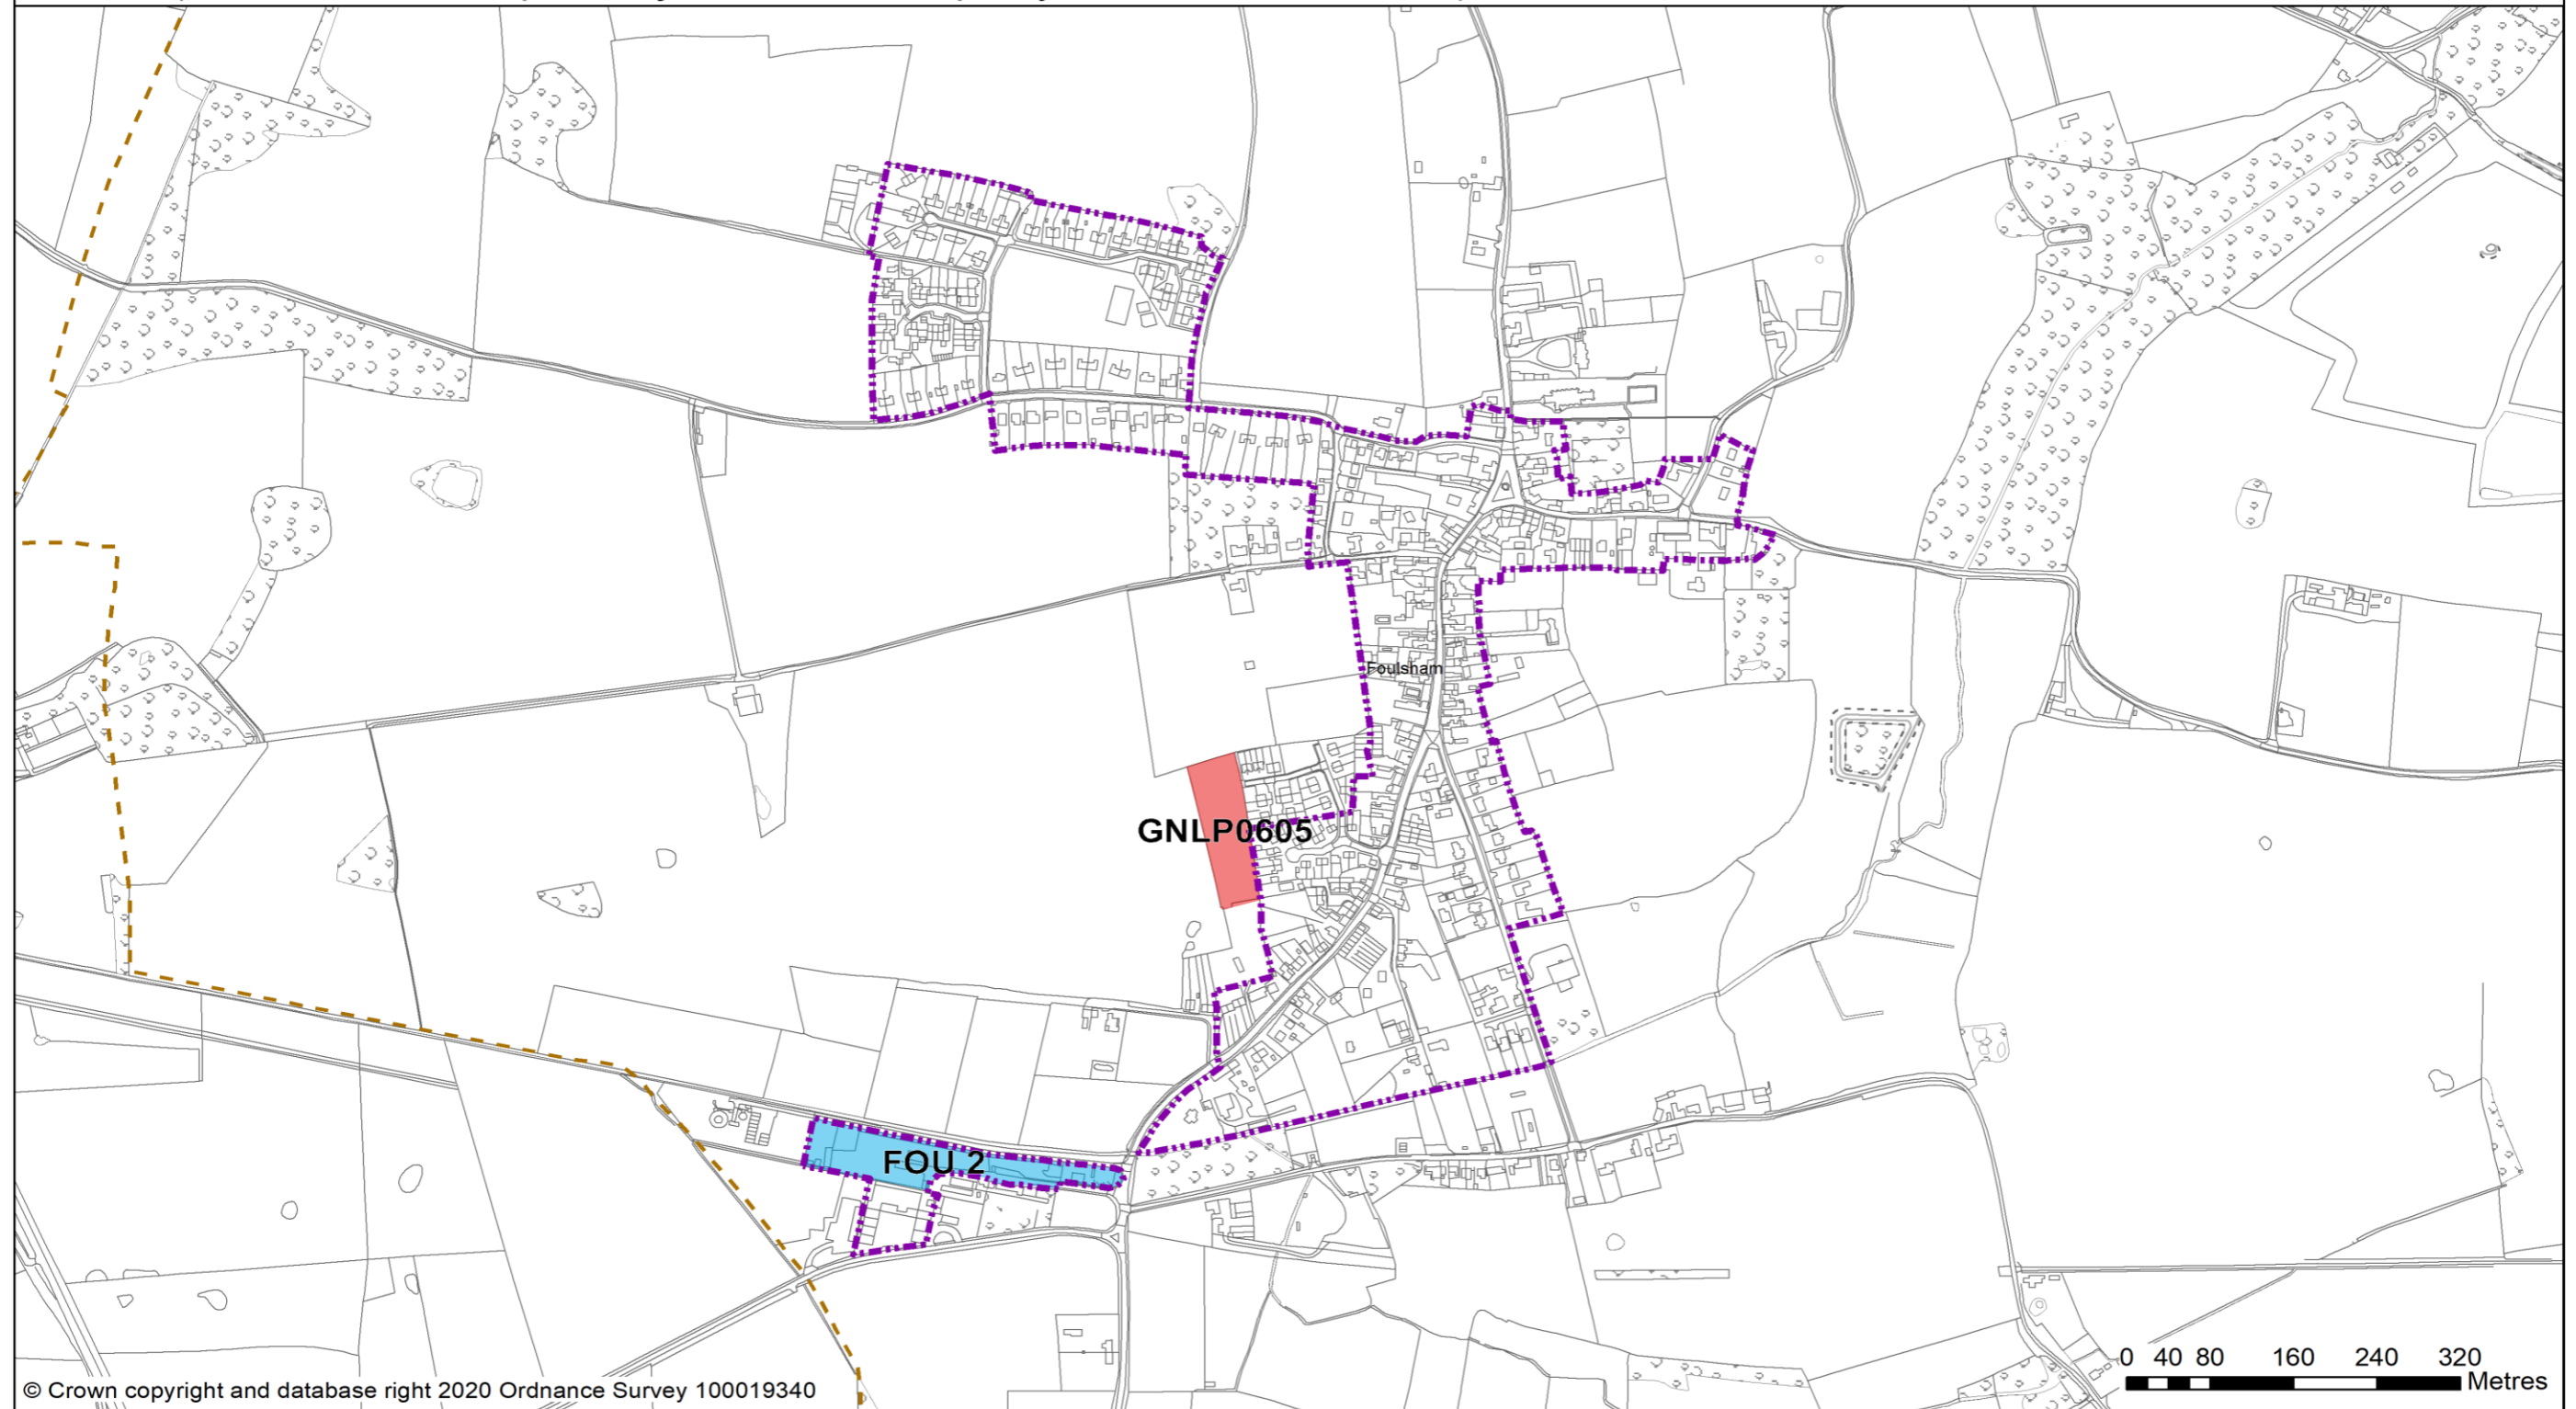 Foulsham
GNLP0605
FOU 2
0 40 80 160 240 320
Metres
© Crown copyright and database right 2020 Ordnance Survey 100019340